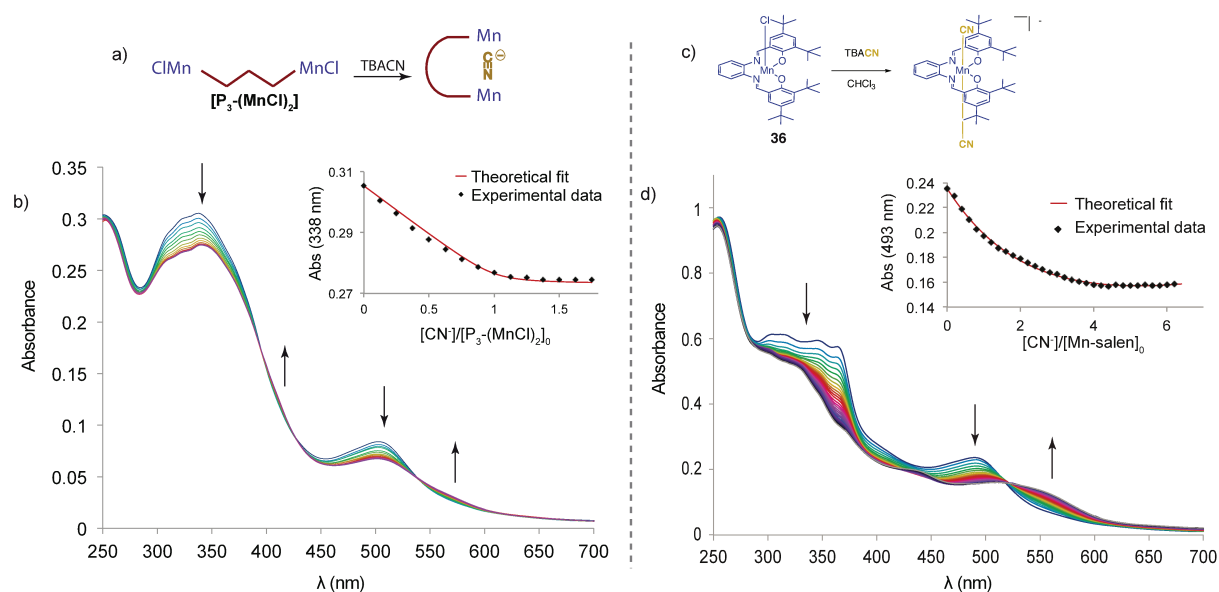 a)
ClMn
MnCl
[P3-(MnCl)2]
TBACN
Mn
C≡N⊖
Mn
b)
0.35
0.3
0.25
0.2
0.15
0.1
0.05
0
Absorbance
250 300 350 400 450 500 550 600 650 700
λ (nm)
0.31
0.29
0.27
Abs (338 nm)
0 0.5 1 1.5
[CN-]/[P3-(MnCl)2]0
Theoretical fit
Experimental data
c)
Cl
N
N
Mn
O
O
36
TBACN
CHCl3
CN
N
N
Mn
O
O
CN
-
d)
1
0.8
0.6
0.4
0.2
0
Absorbance
250 300 350 400 450 500 550 600 650 700
λ (nm)
0.24
0.22
0.20
0.18
0.16
0.14
Abs (493 nm)
0 2 4 6
[CN-]/[Mn-salen]0
Theoretical fit
Experimental data